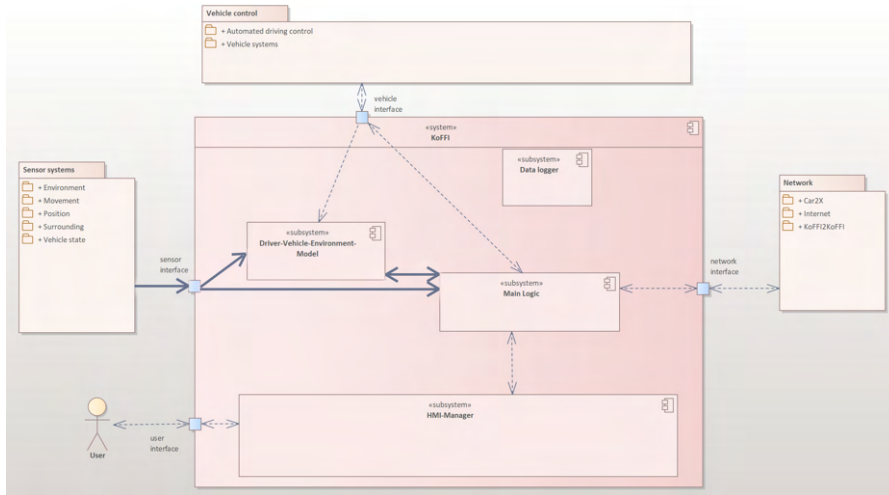 Vehicle control
+ Automated driving control
+ Vehicle systems
vehicle
interface
«system»
KoFFI
«subsystem»
Data logger
Sensor systems
+ Environment
+ Movement
+ Position
+ Surrounding
+ Vehicle state
Network
+ Car2X
+ Internet
+ KoFFI2KoFFI
«subsystem»
Driver-Vehicle-Environment-
Model
sensor
interface
network
interface
«subsystem»
Main Logic
«subsystem»
HMI-Manager
User
user
interface